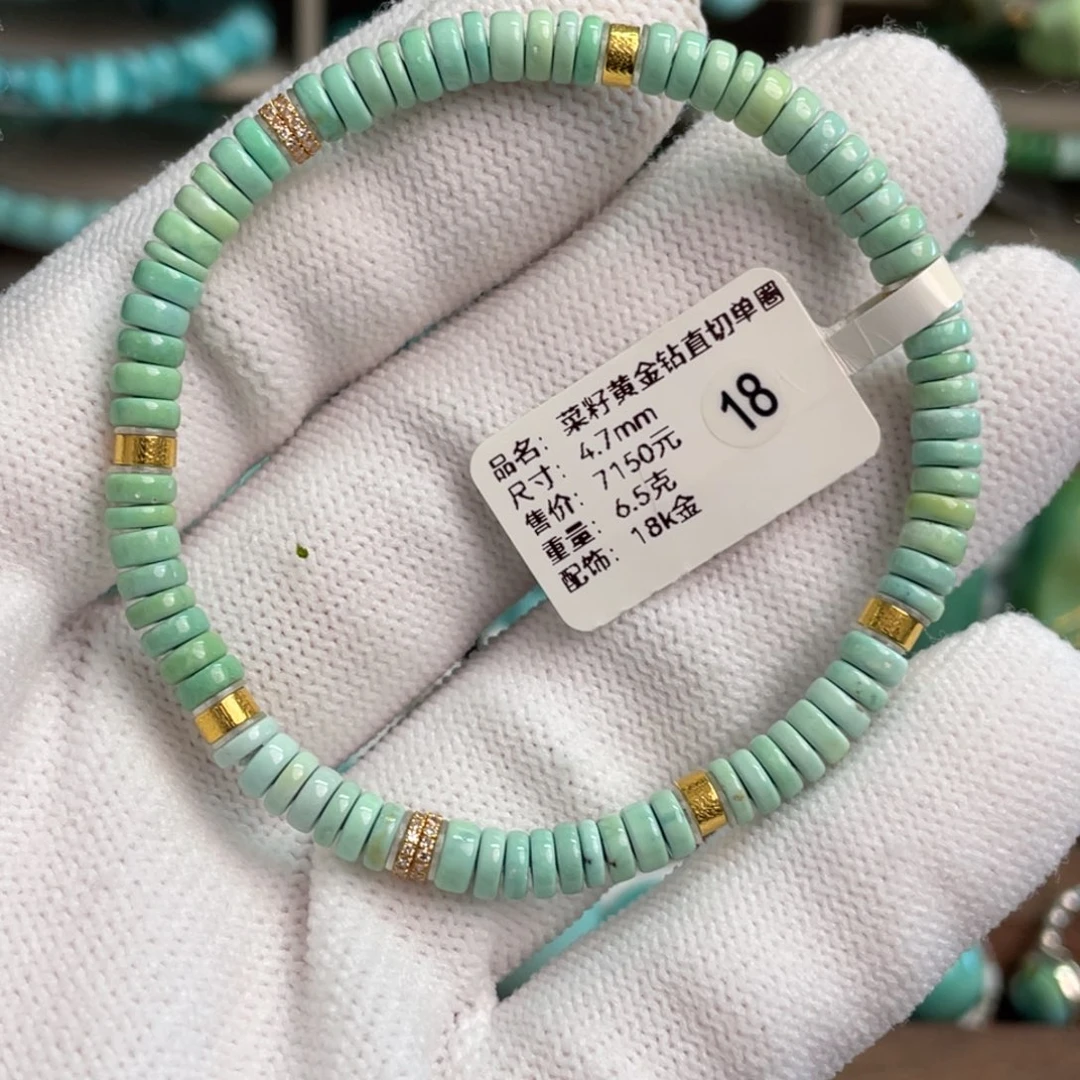 品名: 菜籽黄金钻直切单圈
尺寸: 4.7mm
售价: 7150元
重量: 6.5克
配饰: 18k金
18